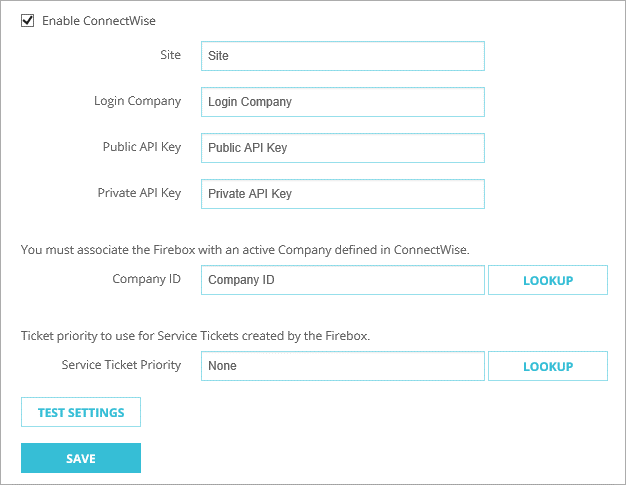 Enable ConnectWise
Site Site
Login Company Login Company
Public API Key Public API Key
Private API Key Private API Key
You must associate the Firebox with an active Company defined in ConnectWise.
Company ID Company ID LOOKUP
Ticket priority to use for Service Tickets created by the Firebox.
Service Ticket Priority None LOOKUP
TEST SETTINGS
SAVE